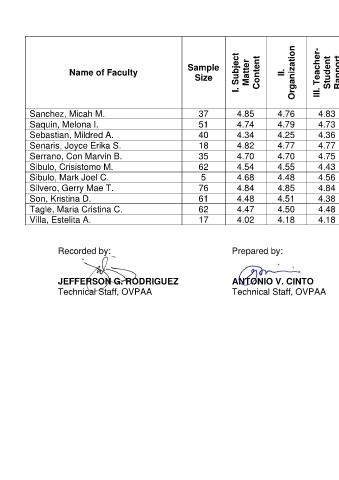 Name of Faculty Sample Size I. Subject Matter Content II. Organization III. Teacher-Student Rapport
Sanchez, Micah M. 37 4.85 4.76 4.83
Saquin, Melona I. 51 4.74 4.79 4.73
Sebastian, Mildred A. 40 4.34 4.25 4.36
Senaris, Joyce Erika S. 18 4.82 4.77 4.77
Serrano, Con Marvin B. 35 4.70 4.70 4.75
Sibulo, Crisistomo M. 62 4.54 4.55 4.43
Sibulo, Mark Joel C. 5 4.68 4.48 4.56
Silvero, Gerry Mae T. 76 4.84 4.85 4.84
Son, Kristina D. 61 4.48 4.51 4.38
Tagle, Maria Cristina C. 62 4.47 4.50 4.48
Villa, Estelita A. 17 4.02 4.18 4.18
Recorded by: Prepared by:
JEFFERSON G. RODRIGUEZ ANTONIO V. CINTO
Technical Staff, OVPAA Technical Staff, OVPAA